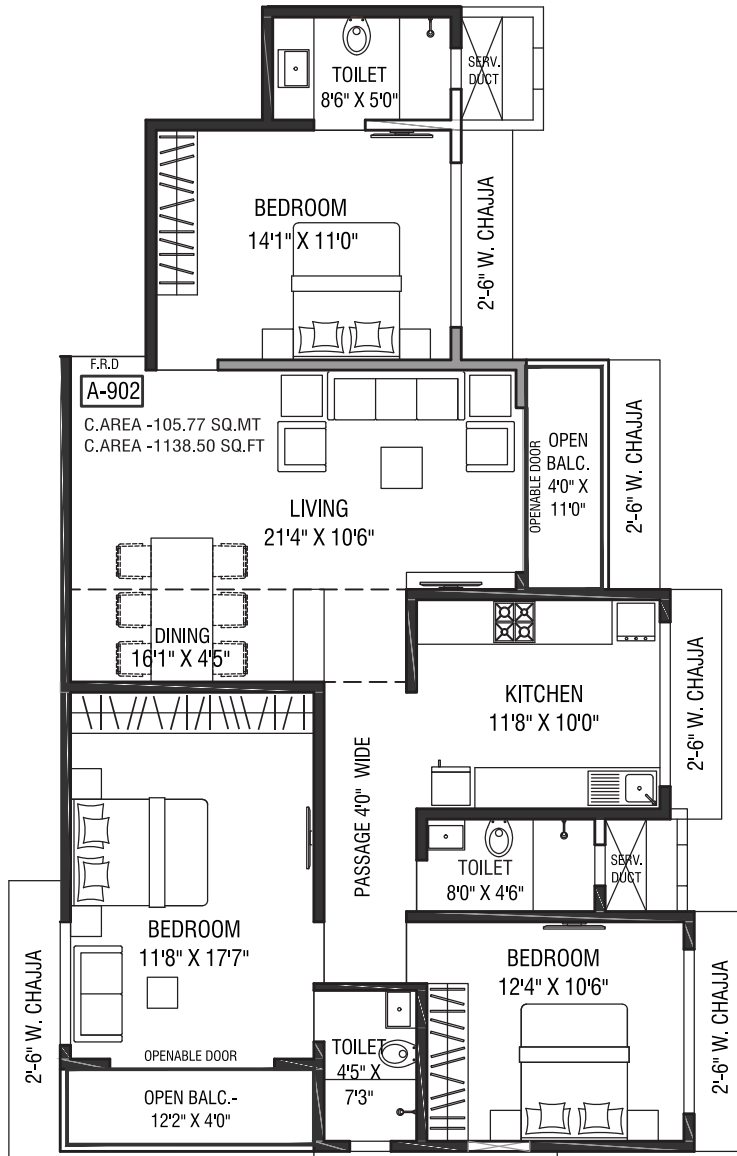 TOILET
8'6" X 5'0"
SERV.
DUCT
BEDROOM
14'1" X 11'0"
2'-6" W. CHAJJA
F.R.D
A-902
C.AREA -105.77 SQ.MT
C.AREA -1138.50 SQ.FT
LIVING
21'4" X 10'6"
OPENABLE DOOR
OPEN
BALC.
4'0" X
11'0"
2'-6" W. CHAJJA
DINING
16'1" X 4'5"
KITCHEN
11'8" X 10'0"
2'-6" W. CHAJJA
PASSAGE 4'0" WIDE
TOILET
8'0" X 4'6"
SERV.
DUCT
BEDROOM
11'8" X 17'7"
2'-6" W. CHAJJA
OPENABLE DOOR
OPEN BALC.-
12'2" X 4'0"
TOILET
4'5" X
7'3"
BEDROOM
12'4" X 10'6"
2'-6" W. CHAJJA